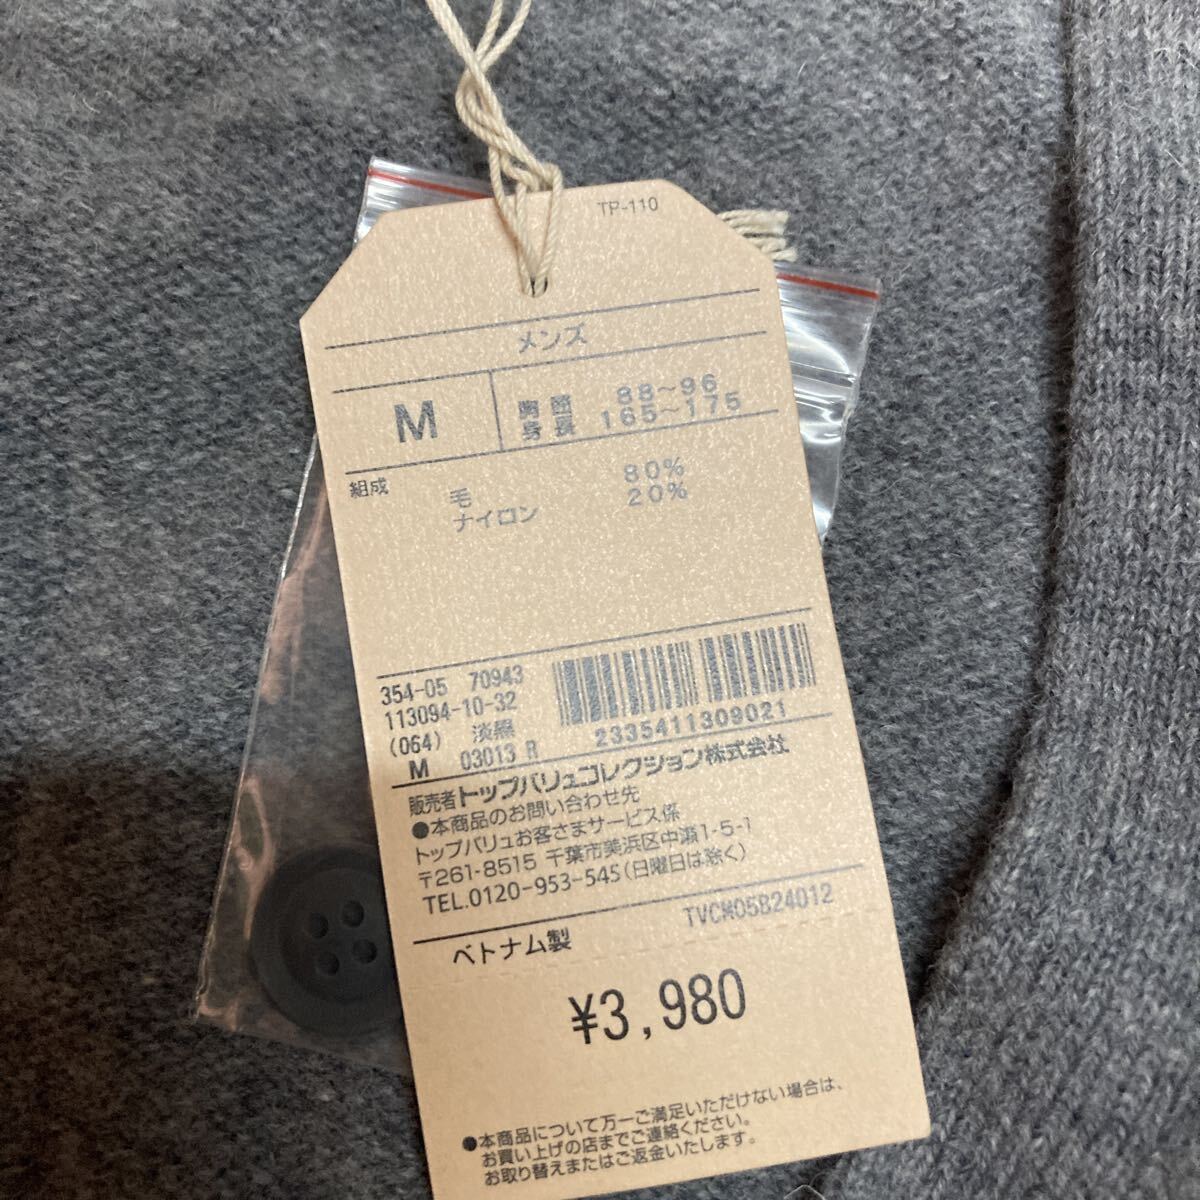 TP-110
メンズ
M 胸囲 88～96
身長 165～175
組成 毛 80%
ナイロン 20%
354-05 70943
113094-10-32
(064) 淡黒
M 03013 R
2335411309021
販売者 トップバリュコレクション株式会社
●本商品のお問い合わせ先
トップバリュお客さまサービス係
〒261-8515 千葉市美浜区中瀬1-5-1
TEL.0120-953-545(日曜日は除く)
TVCM05B24012
ベトナム製
¥3,980
●本商品について万一ご満足いただけない場合は、
お買い上げの店までご連絡ください。
お取り替えまたはご返金いたします。